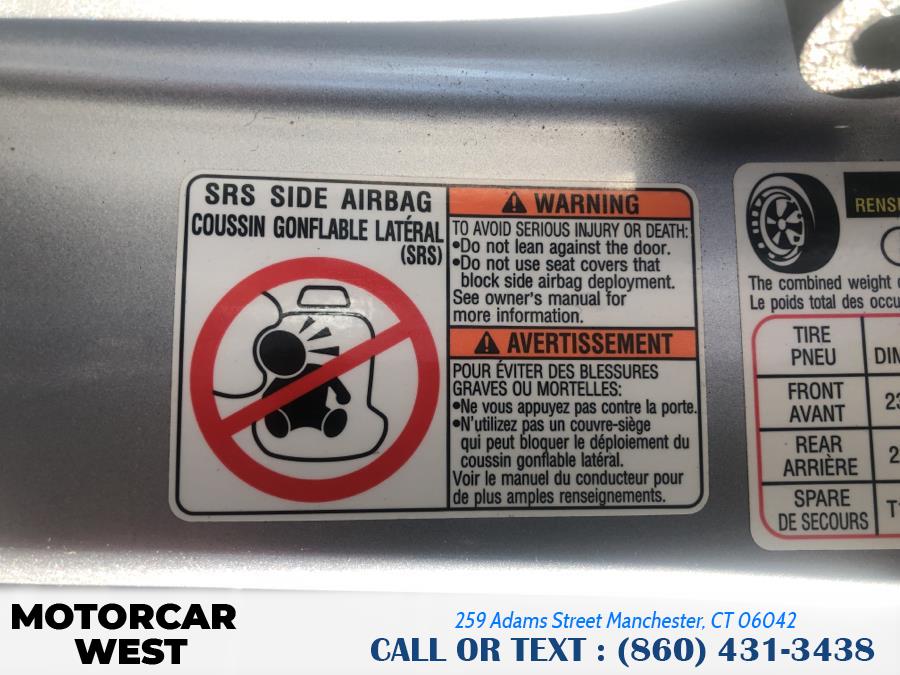 SRS SIDE AIRBAG
COUSSIN GONFLABLE LATÉRAL
(SRS)
WARNING
TO AVOID SERIOUS INJURY OR DEATH:
•Do not lean against the door.
•Do not use seat covers that
block side airbag deployment.
See owner's manual for
more information.
AVERTISSEMENT
POUR ÉVITER DES BLESSURES
GRAVES OU MORTELLES:
•Ne vous appuyez pas contre la porte.
•N'utilizez pas un couvre-siège
qui peut bloquer le déploiement du
coussin gonflable latéral.
Voir le manuel du conducteur pour
de plus amples renseignements.
The combined weight
Le poids total des
TIRE
PNEU
FRONT
AVANT
REAR
ARRIÈRE
SPARE
DE SECOURS
MOTORCAR
WEST
259 Adams Street Manchester, CT 06042
CALL OR TEXT : (860) 431-3438